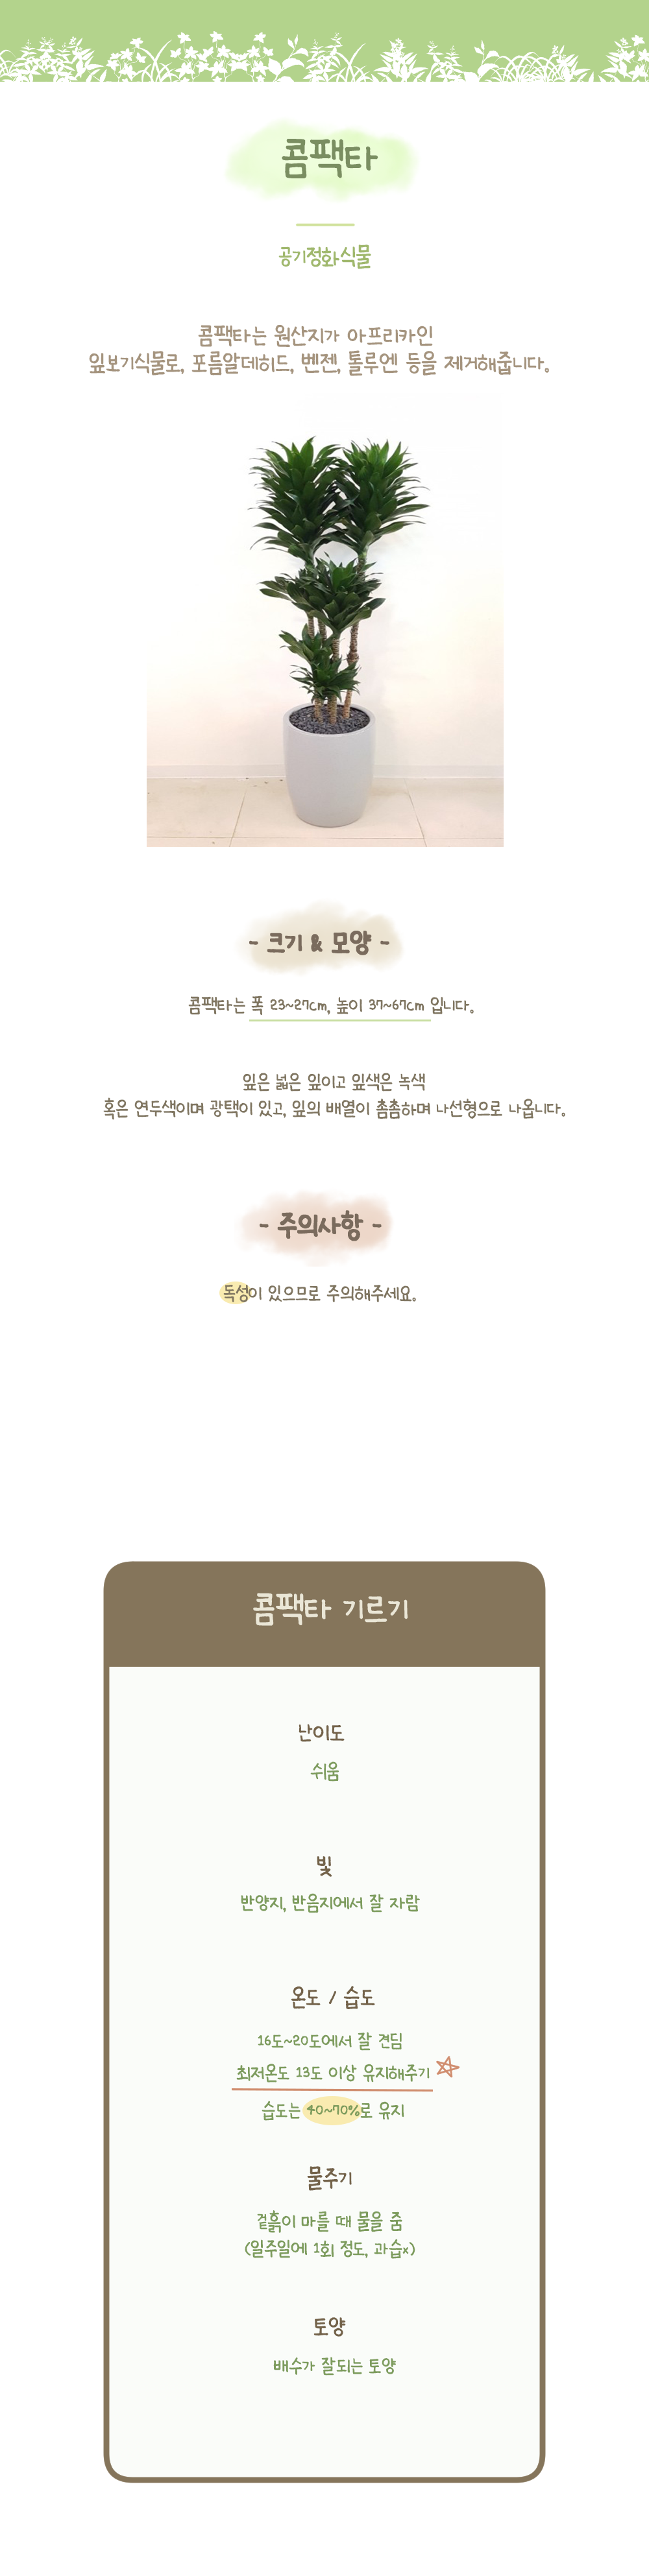 콤팩타
공기정화식물
콤팩타는 원산지가 아프리카인
잎보기식물로, 포름알데히드, 벤젠, 톨루엔 등을 제거해줍니다.
- 크기 & 모양 -
콤팩타는 폭 23~27cm, 높이 37~67cm 입니다.
잎은 넓은 잎이고 잎색은 녹색
혹은 연두색이며 광택이 있고, 잎의 배열이 촘촘하며 나선형으로 나옵니다.
- 주의사항 -
독성이 있으므로 주의해주세요.
콤팩타 기르기
난이도
쉬움
빛
반양지, 반음지에서 잘 자람
온도 / 습도
16도~20도에서 잘 견딤
최저온도 13도 이상 유지해주기
습도는 40~70%로 유지
물주기
겉흙이 마를 때 물을 줌
(일주일에 1회 정도, 과습x)
토양
배수가 잘되는 토양